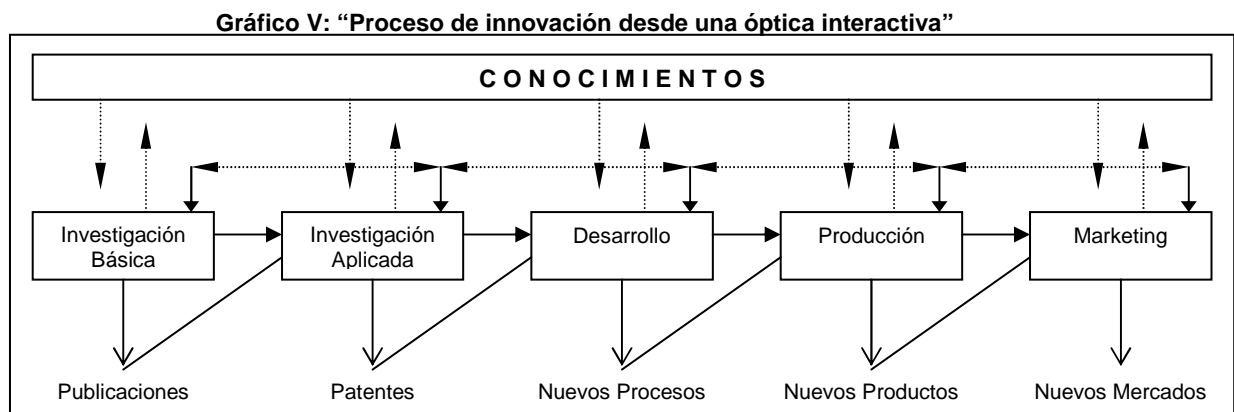 Gráfico V: “Proceso de innovación desde una óptica interactiva”
C O N O C I M I E N T O S
Investigación
Básica
Investigación
Aplicada
Desarrollo
Producción
Marketing
Publicaciones
Patentes
Nuevos Procesos
Nuevos Productos
Nuevos Mercados